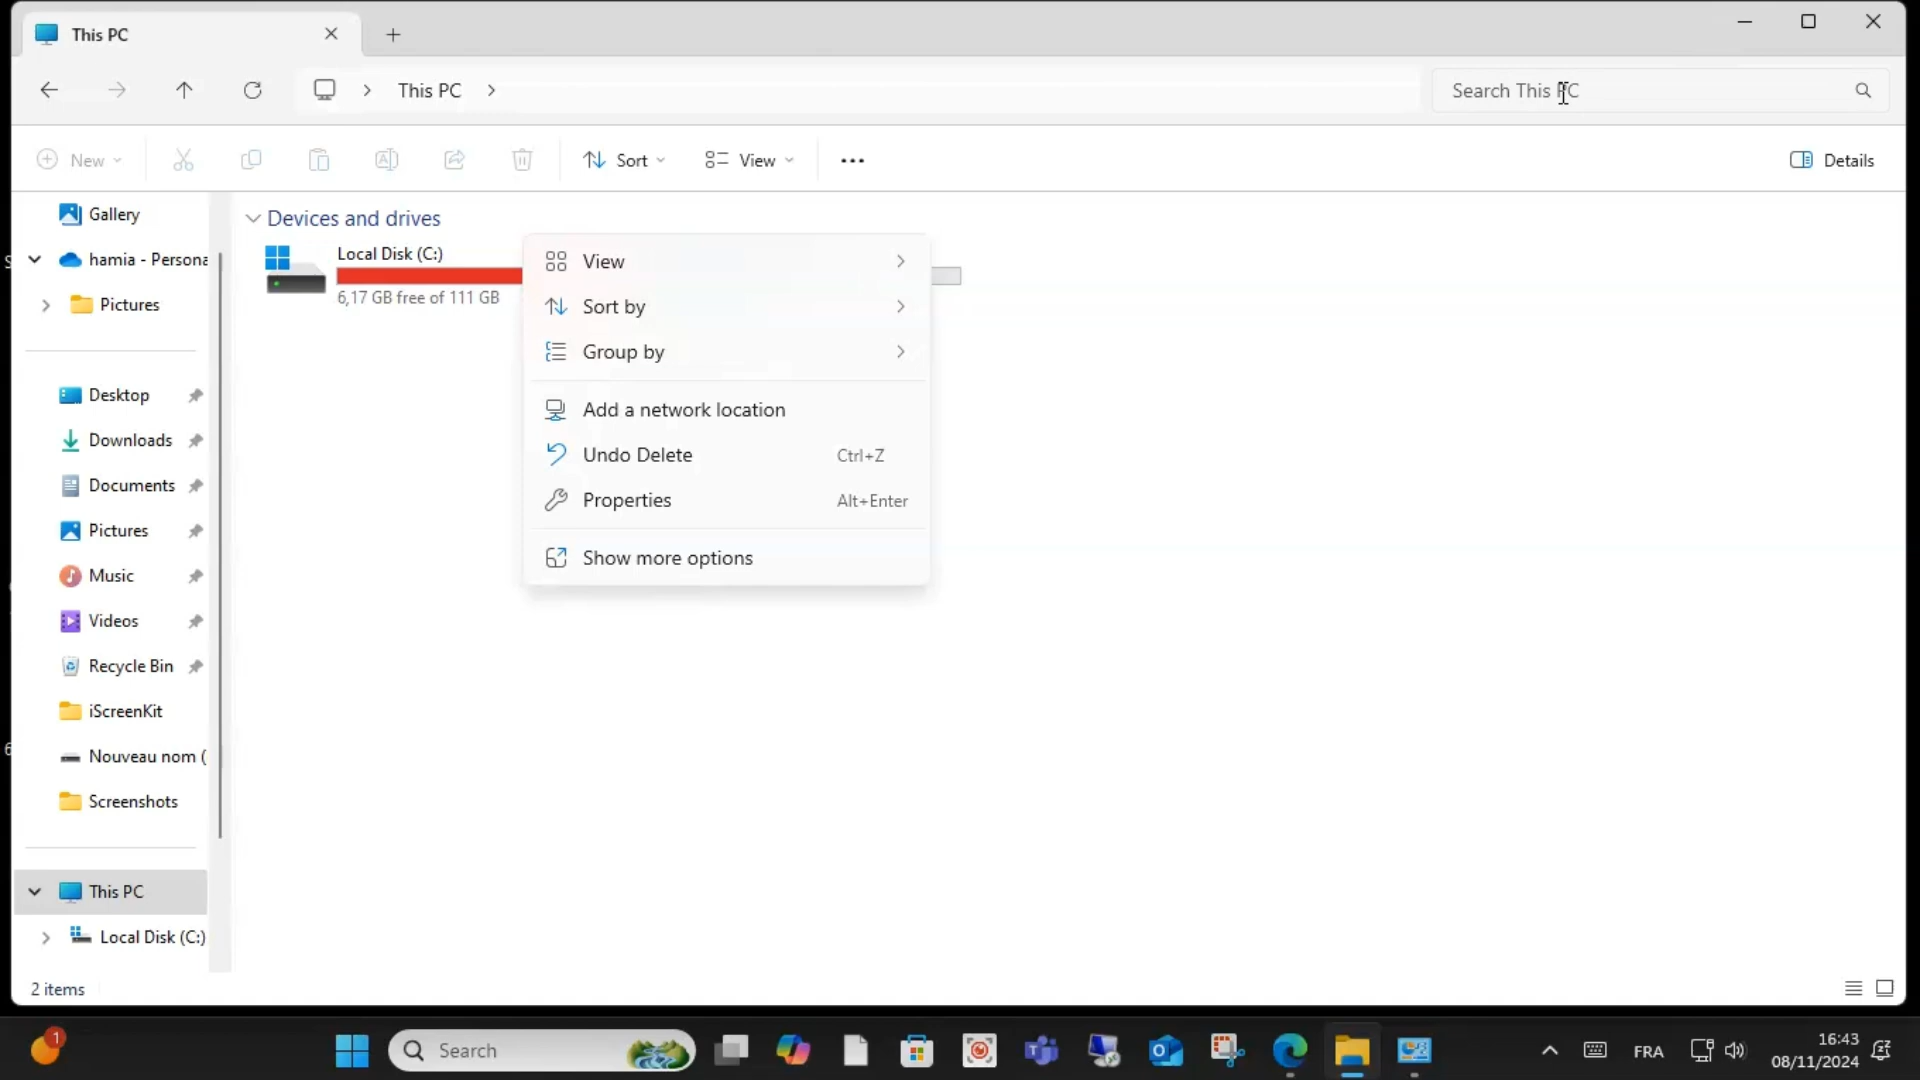 This PC
This PC
Search This PC
New
Sort
View
Details
Gallery
hamia - Persona
Pictures
Desktop
Downloads
Documents
Pictures
Music
Videos
Recycle Bin
iScreenKit
Nouveau nom (
Screenshots
This PC
Local Disk (C:)
Devices and drives
Local Disk (C:)
6,17 GB free of 111 GB
View
Sort by
Group by
Add a network location
Undo Delete Ctrl+Z
Properties Alt+Enter
Show more options
2 items
1
Search
FRA
16:43
08/11/2024